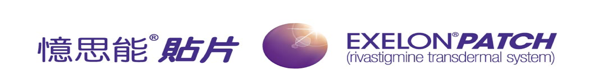 憶思能®貼片
EXELON®PATCH
(rivastigmine transdermal system)